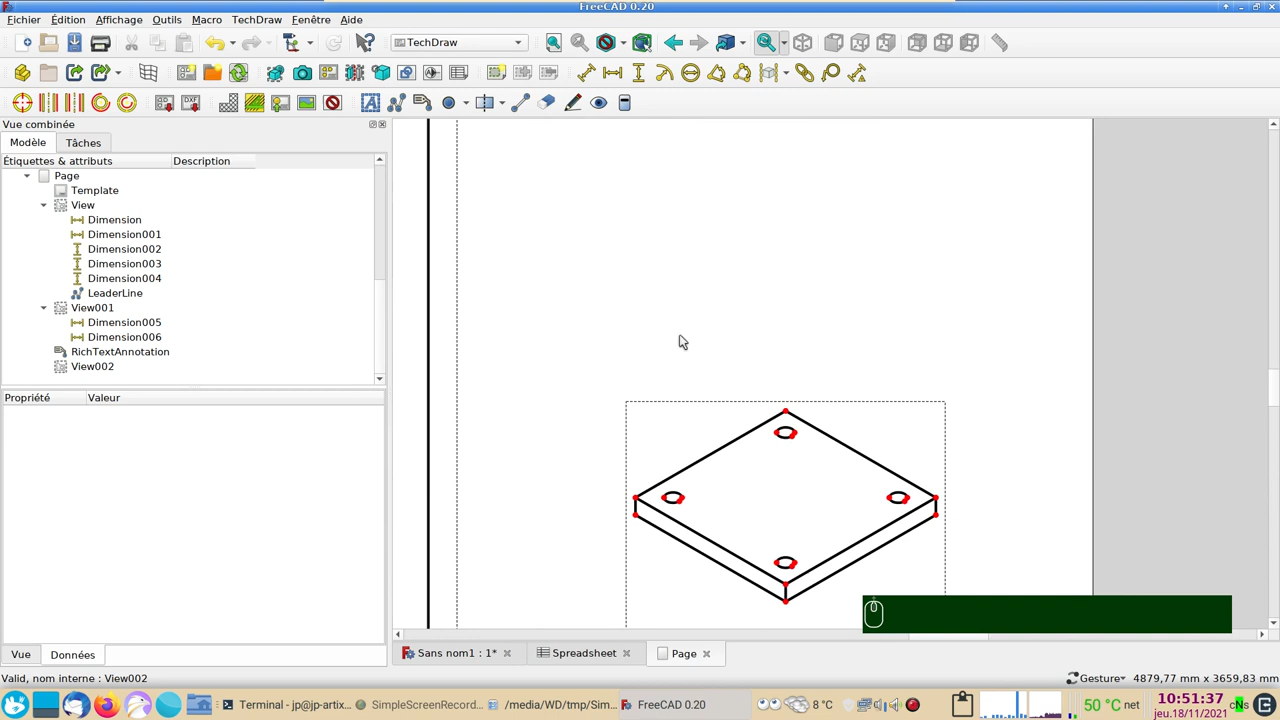 FreeCAD 0.20
Fichier Édition Affichage Outils Macro TechDraw Fenêtre Aide
TechDraw
Vue combinée
Modèle Tâches
Étiquettes & attributs Description
Page
Template
View
Dimension
Dimension001
Dimension002
Dimension003
Dimension004
LeaderLine
View001
Dimension005
Dimension006
RichTextAnnotation
View002
Propriété Valeur
Vue Données
Sans nom1 : 1* Spreadsheet Page
Valid, nom interne : View002 Gesture 4879,77 mm x 3659,83 mm
Terminal - jp@jp-artix... SimpleScreenRecord... /media/WD/tmp/Sim... FreeCAD 0.20 8 °C 50 °C net 10:51:37
jeu.18/11/2021 cNs